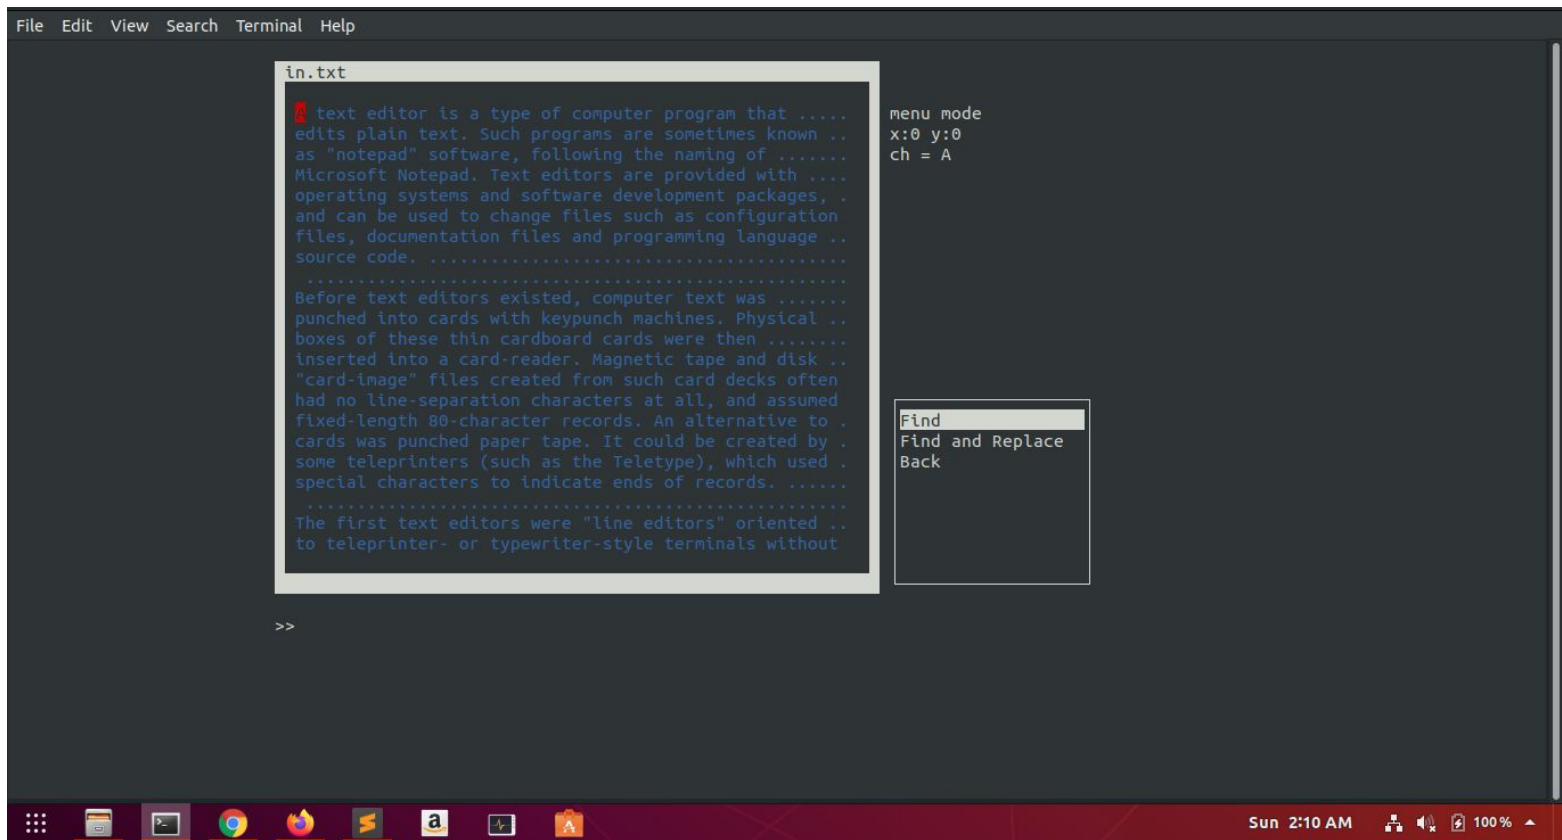 File Edit View Search Terminal Help
in.txt
A text editor is a type of computer program that .....
edits plain text. Such programs are sometimes known ..
as "notepad" software, following the naming of .......
Microsoft Notepad. Text editors are provided with ....
operating systems and software development packages, .
and can be used to change files such as configuration
files, documentation files and programming language ..
source code. .........................................
.....................................................
Before text editors existed, computer text was .......
punched into cards with keypunch machines. Physical ..
boxes of these thin cardboard cards were then ........
inserted into a card-reader. Magnetic tape and disk ..
"card-image" files created from such card decks often
had no line-separation characters at all, and assumed
fixed-length 80-character records. An alternative to .
cards was punched paper tape. It could be created by .
some teleprinters (such as the Teletype), which used .
special characters to indicate ends of records. ......
.....................................................
The first text editors were "line editors" oriented ..
to teleprinter- or typewriter-style terminals without
menu mode
x:0 y:0
ch = A
Find
Find and Replace
Back
>>
a
A
Sun 2:10 AM
100 %